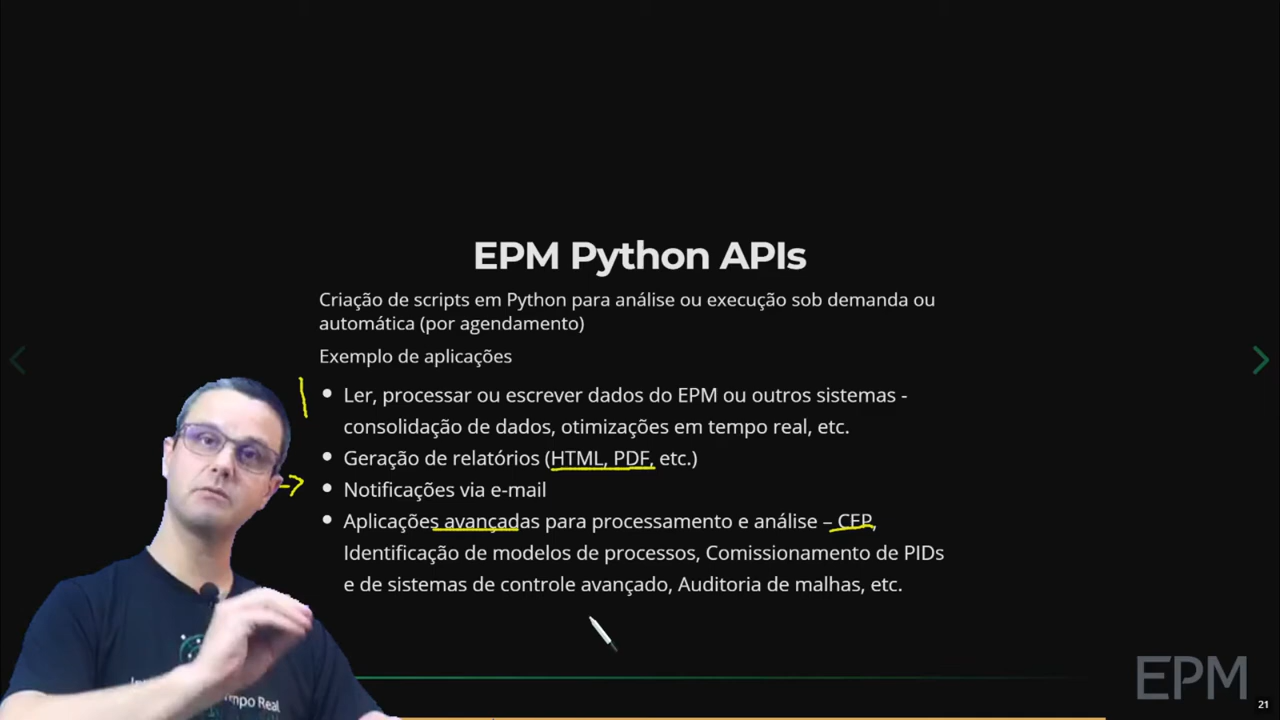 EPM Python APIs
Criação de scripts em Python para análise ou execução sob demanda ou
automática (por agendamento)
Exemplo de aplicações
Ler, processar ou escrever dados do EPM ou outros sistemas -
consolidação de dados, otimizações em tempo real, etc.
Geração de relatórios (HTML, PDF, etc.)
Notificações via e-mail
Aplicações avançadas para processamento e análise – CEP,
Identificação de modelos de processos, Comissionamento de PIDs
e de sistemas de controle avançado, Auditoria de malhas, etc.
Real
EPM
21